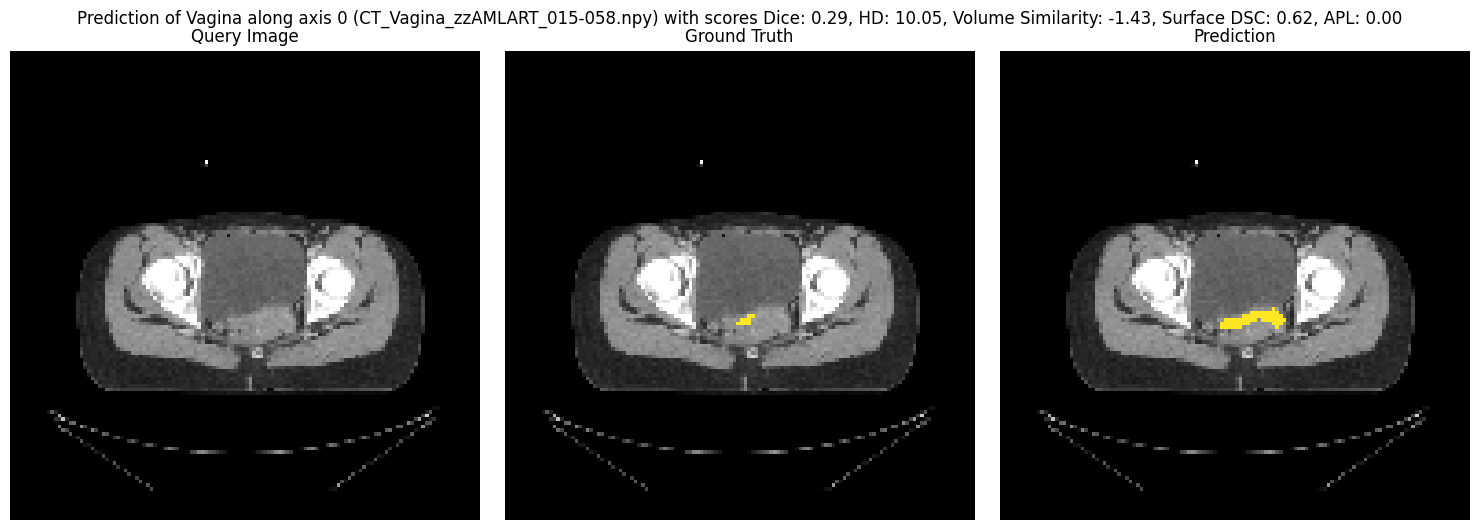 Prediction of Vagina along axis 0 (CT_Vagina_zzAMLART_015-058.npy) with scores Dice: 0.29, HD: 10.05, Volume Similarity: -1.43, Surface DSC: 0.62, APL: 0.00
Query Image
Ground Truth
Prediction